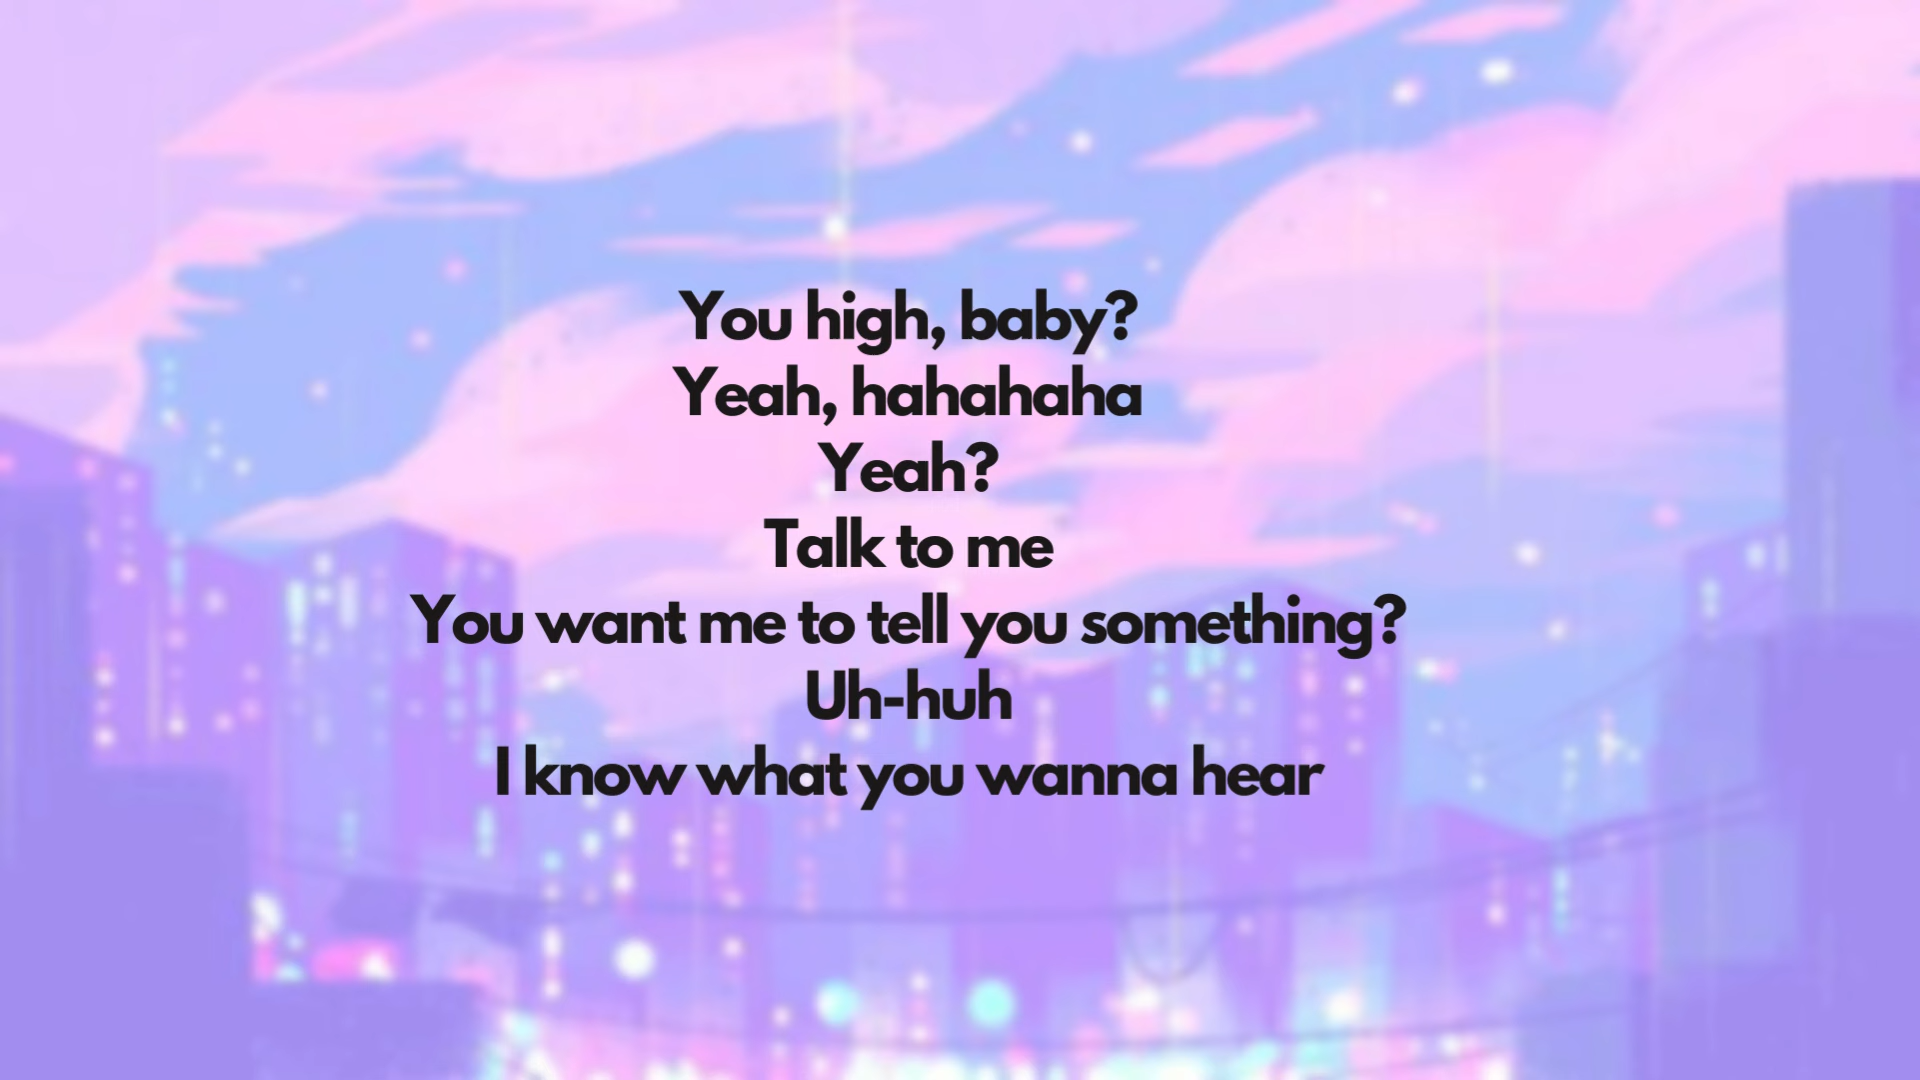 You high, baby?
Yeah, hahahaha
Yeah?
Talk to me
You want me to tell you something?
Uh-huh
I know what you wanna hear